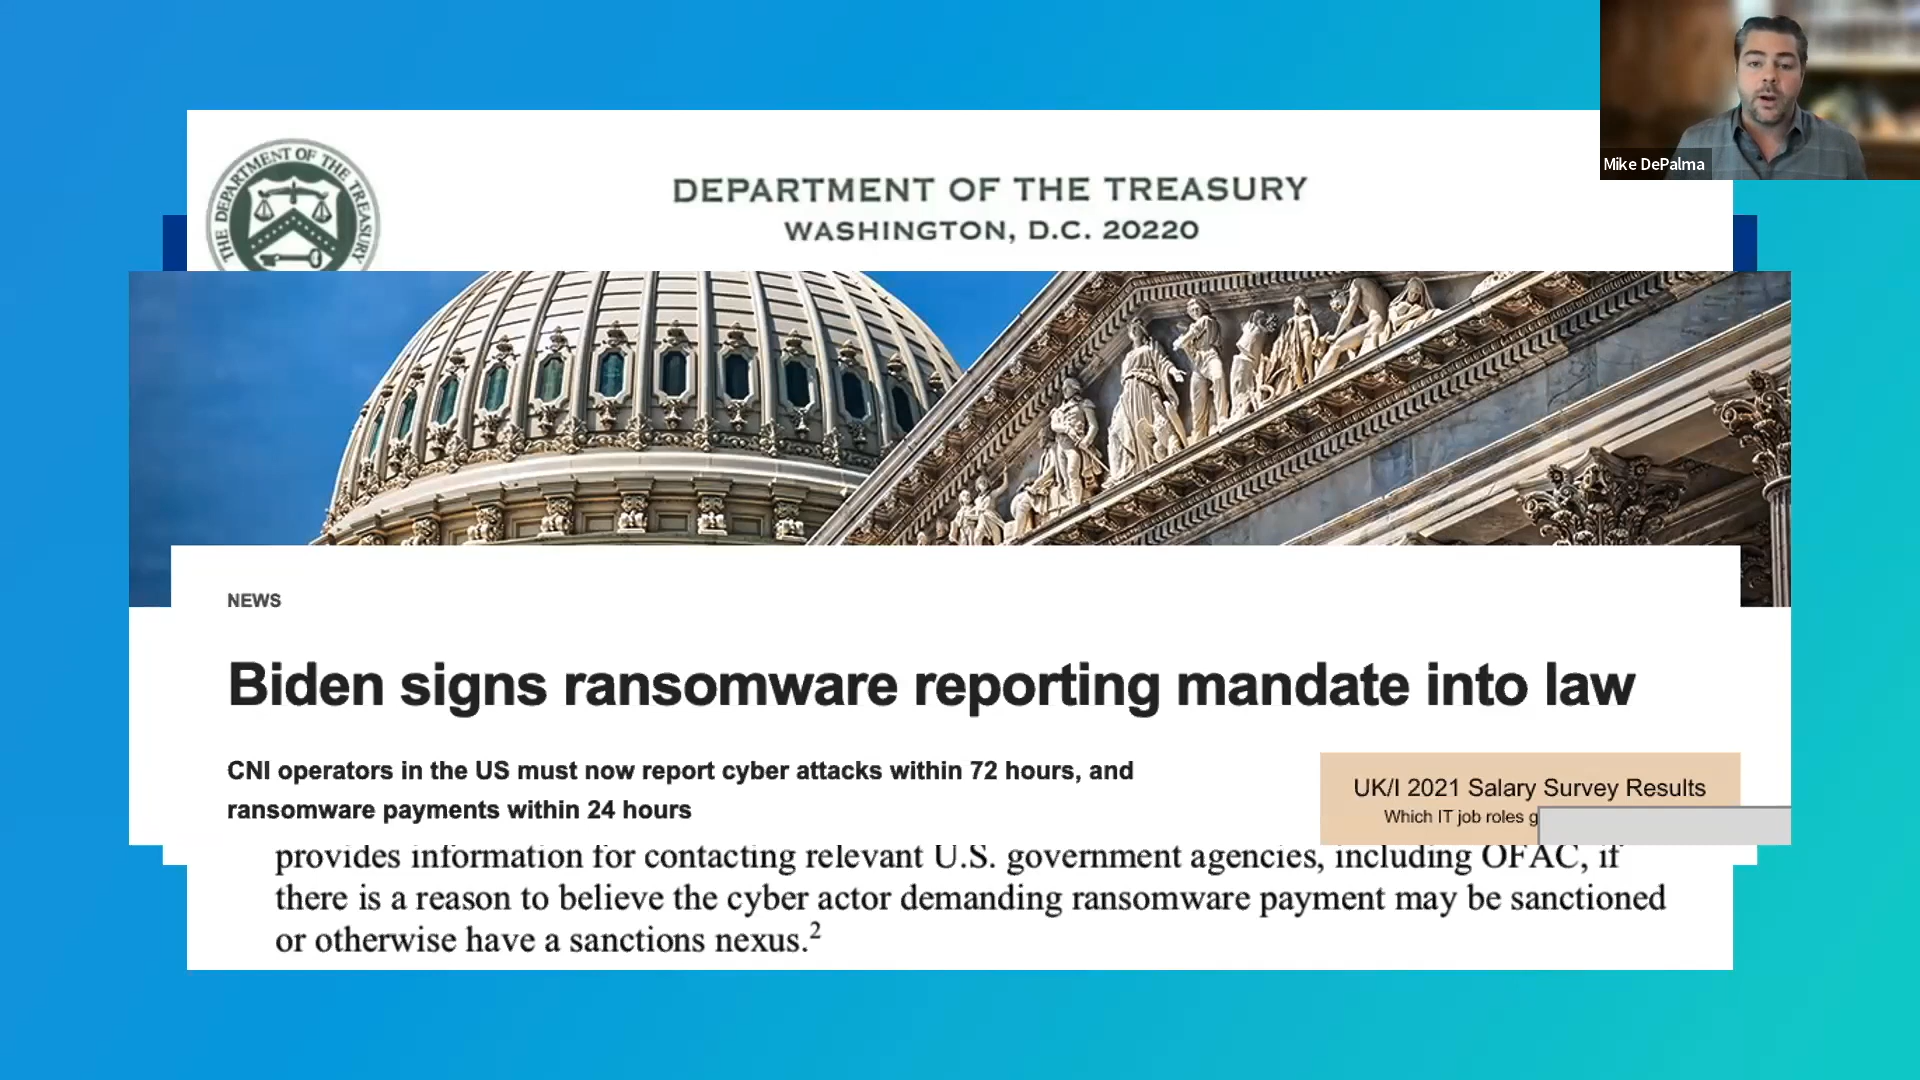 Mike DePalma
THE DEPARTMENT OF THE TREASURY
DEPARTMENT OF THE TREASURY
WASHINGTON, D.C. 20220
NEWS
Biden signs ransomware reporting mandate into law
CNI operators in the US must now report cyber attacks within 72 hours, and
ransomware payments within 24 hours
UK/I 2021 Salary Survey Results
Which IT job roles g
provides information for contacting relevant U.S. government agencies, including OFAC, if
there is a reason to believe the cyber actor demanding ransomware payment may be sanctioned
or otherwise have a sanctions nexus.2